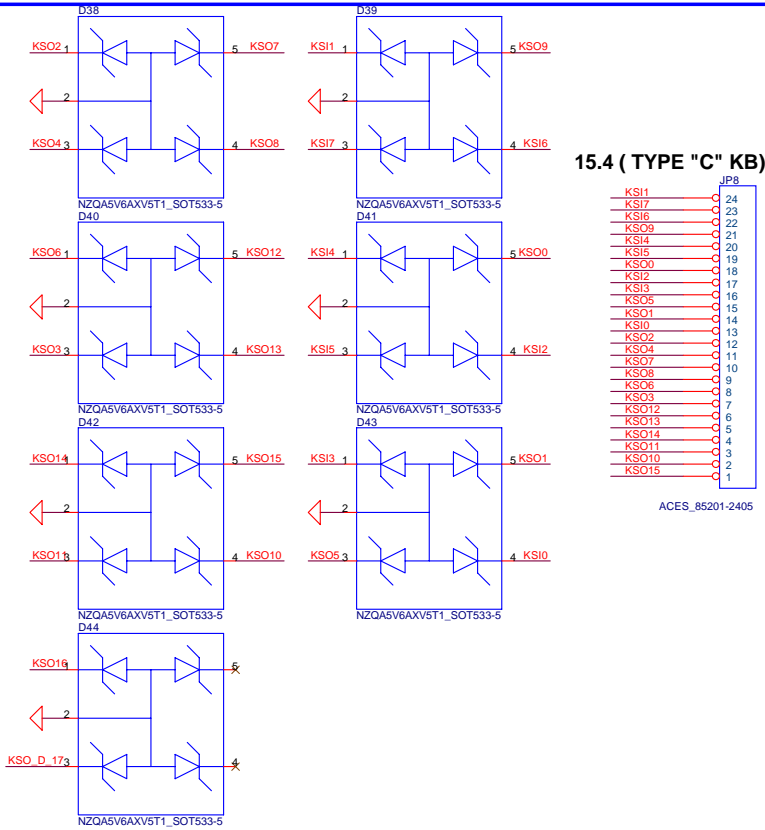 D38
KSO2 1 5 KSO7
2
KSO4 3 4 KSO8
NZQA5V6AXV5T1_SOT533-5
D39
KSI1 1 5 KSO9
2
KSI7 3 4 KSI6
NZQA5V6AXV5T1_SOT533-5
D40
KSO6 1 5 KSO12
2
KSO3 3 4 KSO13
NZQA5V6AXV5T1_SOT533-5
D41
KSI4 1 5 KSO0
2
KSI5 3 4 KSI2
NZQA5V6AXV5T1_SOT533-5
D42
KSO14 1 5 KSO15
2
KSO11 3 4 KSO10
NZQA5V6AXV5T1_SOT533-5
D43
KSI3 1 5 KSO1
2
KSO5 3 4 KSI0
NZQA5V6AXV5T1_SOT533-5
D44
KSO16 1 5
2
KSO_D_17 3 4
NZQA5V6AXV5T1_SOT533-5
15.4 ( TYPE "C" KB)
JP8
KSI1 24
KSI7 23
KSI6 22
KSO9 21
KSI4 20
KSI5 19
KSO0 18
KSI2 17
KSI3 16
KSO5 15
KSO1 14
KSI0 13
KSO2 12
KSO4 11
KSO7 10
KSO8 9
KSO6 8
KSO3 7
KSO12 6
KSO13 5
KSO14 4
KSO11 3
KSO10 2
KSO15 1
ACES_85201-2405